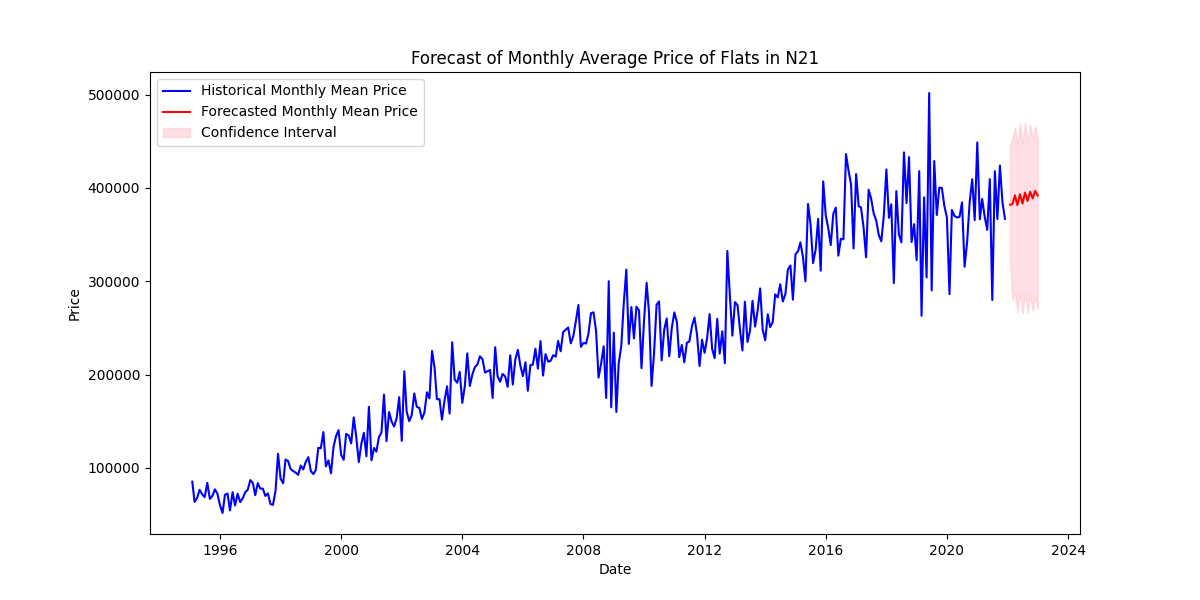 Forecast of Monthly Average Price of Flats in N21
Historical Monthly Mean Price
Forecasted Monthly Mean Price
Confidence Interval
500000
400000
300000
200000
100000
Price
1996
2000
2004
2008
2012
2016
2020
2024
Date